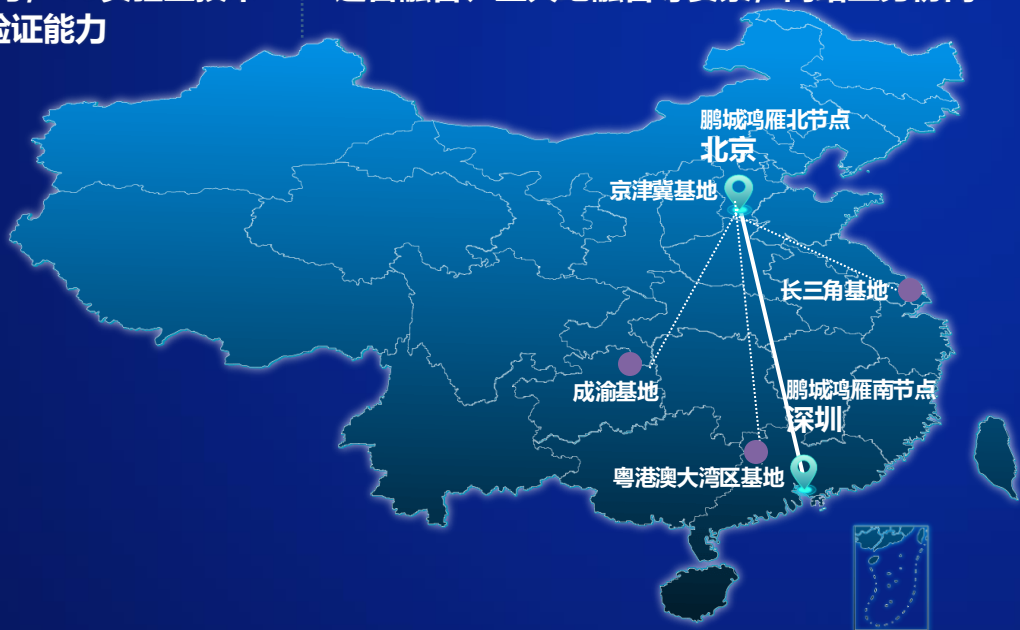 验证能力
鹏城鸿雁北节点
北京
京津冀基地
长三角基地
成渝基地
鹏城鸿雁南节点
深圳
粤港澳大湾区基地